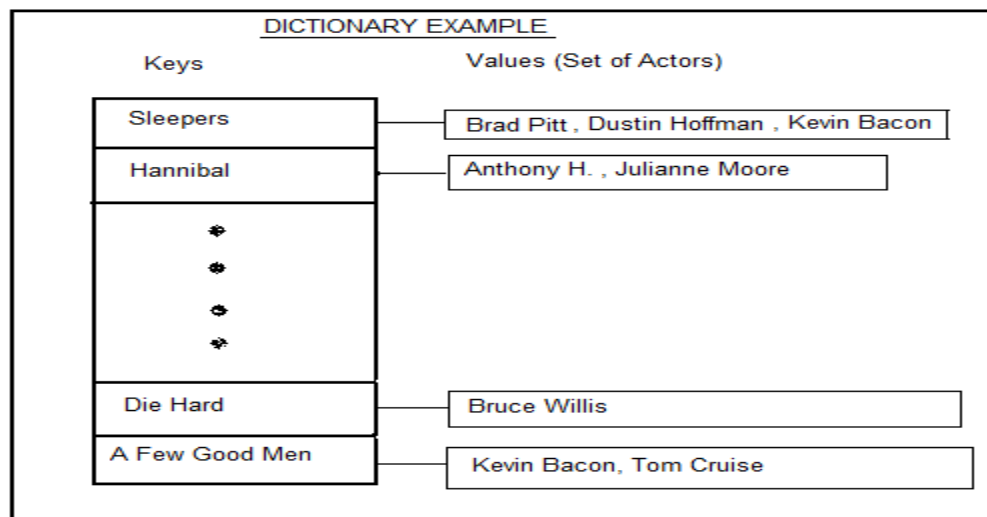 DICTIONARY EXAMPLE
Keys Values (Set of Actors)
Sleepers Brad Pitt , Dustin Hoffman , Kevin Bacon
Hannibal Anthony H. , Julianne Moore
Die Hard Bruce Willis
A Few Good Men Kevin Bacon, Tom Cruise